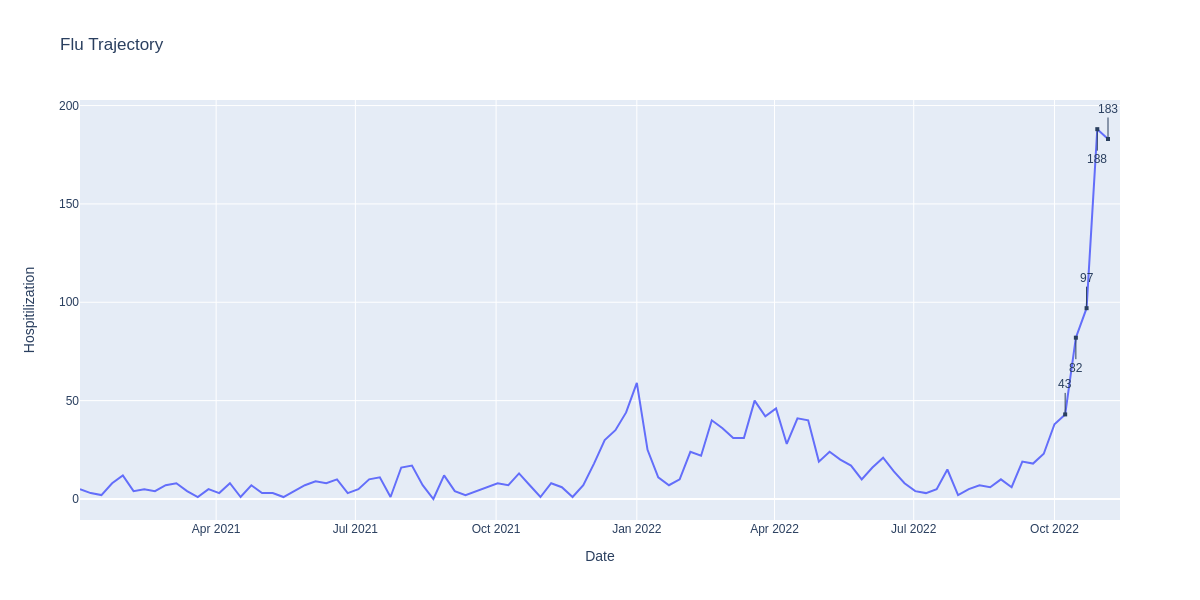 Flu Trajectory
200
150
100
50
0
Hospitilization
183
188
97
82
43
Apr 2021
Jul 2021
Oct 2021
Jan 2022
Apr 2022
Jul 2022
Oct 2022
Date